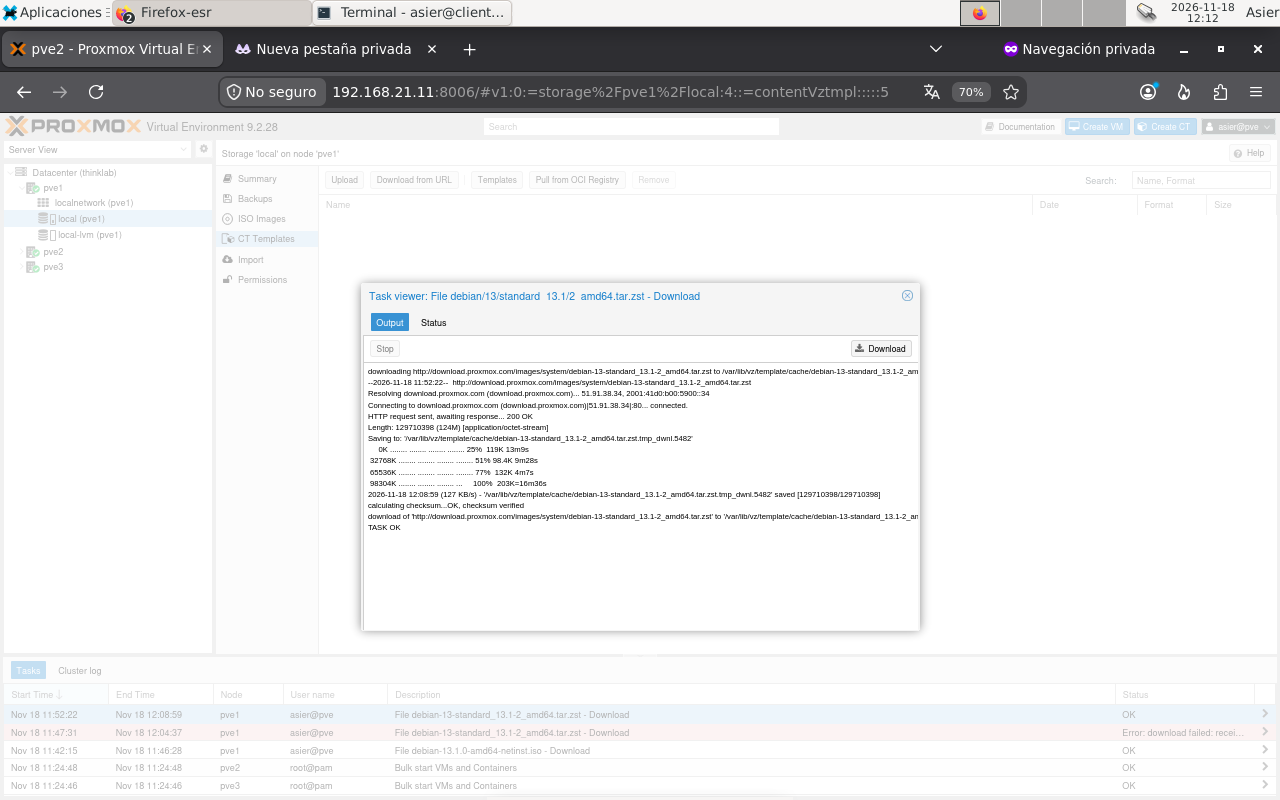 Aplicaciones
2
Firefox-esr
Terminal - asier@client...
2026-11-18
12:12
Asier
pve2 - Proxmox Virtual E
Nueva pestaña privada
Navegación privada
No seguro
192.168.21.11:8006/#v1:0:=storage%2Fpve1%2Flocal:4::=contentVztmpl:::::5
70%
PROXMOX
Virtual Environment 9.2.28
Search
Documentation
Create VM
Create CT
asier@pve
Server View
Storage 'local' on node 'pve1'
Help
Datacenter (thinklab)
pve1
localnetwork (pve1)
local (pve1)
local-lvm (pve1)
pve2
pve3
Summary
Backups
ISO Images
CT Templates
Import
Permissions
Upload
Download from URL
Templates
Pull from OCI Registry
Remove
Search:
Name, Format
Name
Date
Format
Size
Task viewer: File debian/13/standard 13.1/2 amd64.tar.zst - Download
Output
Status
Stop
Download
downloading http://download.proxmox.com/images/system/debian-13-standard_13.1-2_amd64.tar.zst to /var/lib/vz/template/cache/debian-13-standard_13.1-2_am
--2026-11-18 11:52:22-- http://download.proxmox.com/images/system/debian-13-standard_13.1-2_amd64.tar.zst
Resolving download.proxmox.com (download.proxmox.com)... 51.91.38.34, 2001:41d0:b00:5900::34
Connecting to download.proxmox.com (download.proxmox.com)|51.91.38.34|:80... connected.
HTTP request sent, awaiting response... 200 OK
Length: 129710398 (124M) [application/octet-stream]
Saving to: '/var/lib/vz/template/cache/debian-13-standard_13.1-2_amd64.tar.zst.tmp_dwnl.5482'
0K ........ ........ ........ ........ 25% 119K 13m9s
32768K ........ ........ ........ ........ 51% 98.4K 9m28s
65536K ........ ........ ........ ........ 77% 132K 4m7s
98304K ........ ........ ........ ... 100% 203K=16m36s
2026-11-18 12:08:59 (127 KB/s) - '/var/lib/vz/template/cache/debian-13-standard_13.1-2_amd64.tar.zst.tmp_dwnl.5482' saved [129710398/129710398]
calculating checksum...OK, checksum verified
download of 'http://download.proxmox.com/images/system/debian-13-standard_13.1-2_amd64.tar.zst' to '/var/lib/vz/template/cache/debian-13-standard_13.1-2_an
TASK OK
Tasks
Cluster log
Start Time
End Time
Node
User name
Description
Status
Nov 18 11:52:22 Nov 18 12:08:59 pve1 asier@pve File debian-13-standard_13.1-2_amd64.tar.zst - Download OK
Nov 18 11:47:31 Nov 18 12:04:37 pve1 asier@pve File debian-13-standard_13.1-2_amd64.tar.zst - Download Error: download failed: recei...
Nov 18 11:42:15 Nov 18 11:46:28 pve1 asier@pve File debian-13.1.0-amd64-netinst.iso - Download OK
Nov 18 11:24:48 Nov 18 11:24:48 pve2 root@pam Bulk start VMs and Containers OK
Nov 18 11:24:46 Nov 18 11:24:46 pve3 root@pam Bulk start VMs and Containers OK